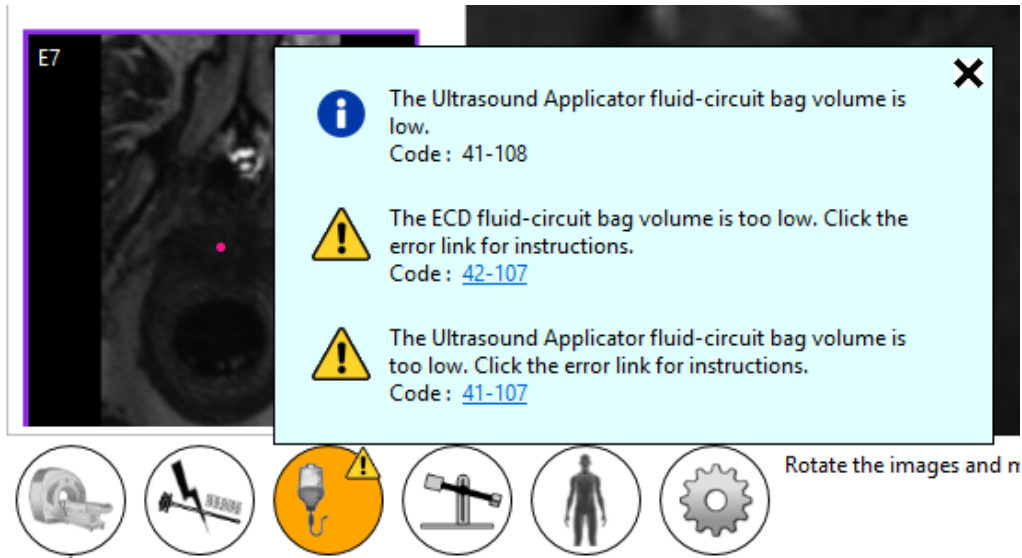 E7
The Ultrasound Applicator fluid-circuit bag volume is
low.
Code : 41-108
The ECD fluid-circuit bag volume is too low. Click the
error link for instructions.
Code : 42-107
The Ultrasound Applicator fluid-circuit bag volume is
too low. Click the error link for instructions.
Code : 41-107
Rotate the images and